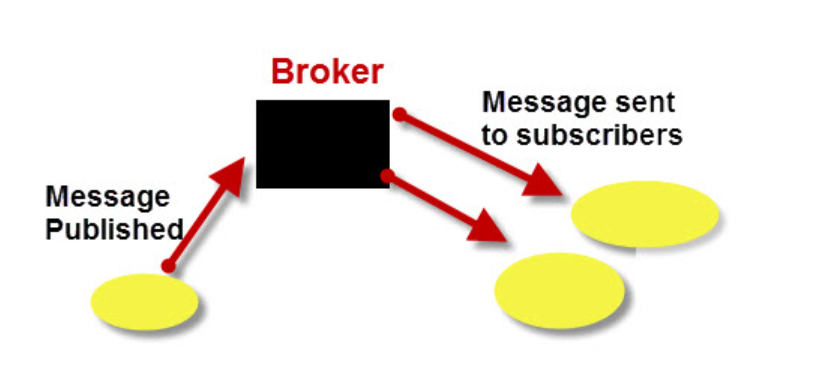 Broker
Message sent
to subscribers
Message
Published